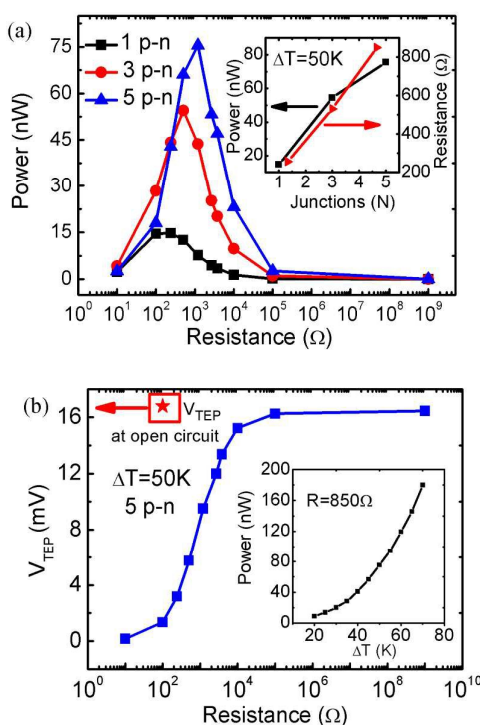 (a)
1 p-n
3 p-n
5 p-n
75
60
45
30
15
0
Power (nW)
10⁰ 10¹ 10² 10³ 10⁴ 10⁵ 10⁶ 10⁷ 10⁸ 10⁹
Resistance (Ω)
ΔT=50K
80
60
40
20
Power (nW)
800
600
400
200
Resistance (Ω)
1 2 3 4 5
Junctions (N)
(b)
V_TEP
at open circuit
ΔT=50K
5 p-n
16
12
8
4
0
V_TEP (mV)
10⁰ 10² 10⁴ 10⁶ 10⁸ 10¹⁰
Resistance (Ω)
R=850Ω
200
160
120
80
40
0
Power (nW)
20 30 40 50 60 70
ΔT (K)